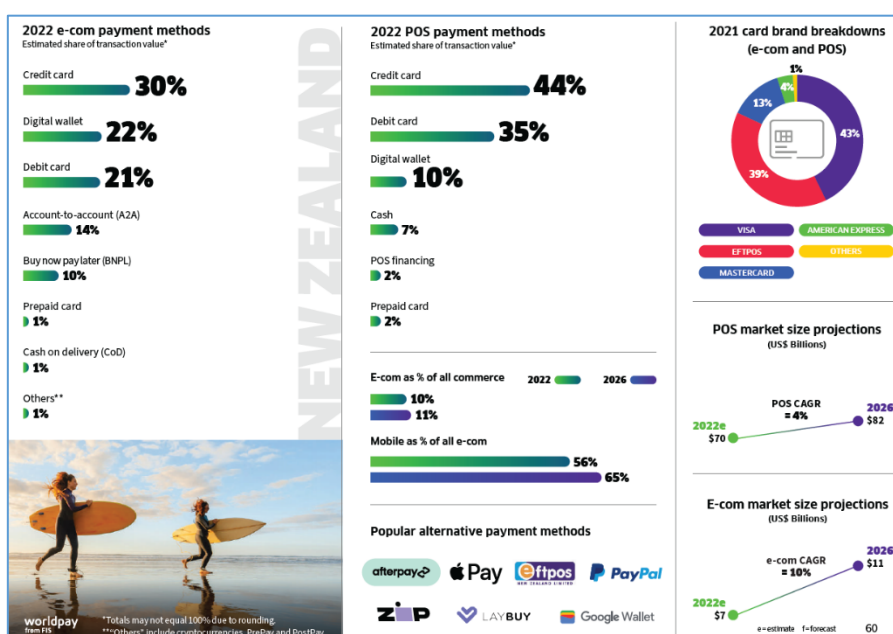 2022 e-com payment methods
Estimated share of transaction value*
Credit card
30%
Digital wallet
22%
Debit card
21%
Account-to-account (A2A)
14%
Buy now pay later (BNPL)
10%
Prepaid card
1%
Cash on delivery (CoD)
1%
Others**
1%
NEW ZEALAND
worldpay
from FIS
*Totals may not equal 100% due to rounding.
**"Others" include cryptocurrencies, PrePay and PostPay
2022 POS payment methods
Estimated share of transaction value*
Credit card
44%
Debit card
35%
Digital wallet
10%
Cash
7%
POS financing
2%
Prepaid card
2%
E-com as % of all commerce 2022 2026
10%
11%
Mobile as % of all e-com
56%
65%
Popular alternative payment methods
afterpay
Pay
eftpos
NEW ZEALAND LIMITED
PayPal
ZIP
LAYBUY
Google Wallet
2021 card brand breakdowns
(e-com and POS)
1%
4%
13%
43%
39%
VISA
AMERICAN EXPRESS
EFTPOS
OTHERS
MASTERCARD
POS market size projections
(US$ Billions)
POS CAGR
= 4%
2026
$82
2022e
$70
E-com market size projections
(US$ Billions)
2026
$11
e-com CAGR
= 10%
2022e
$7
e=estimate f=forecast 60